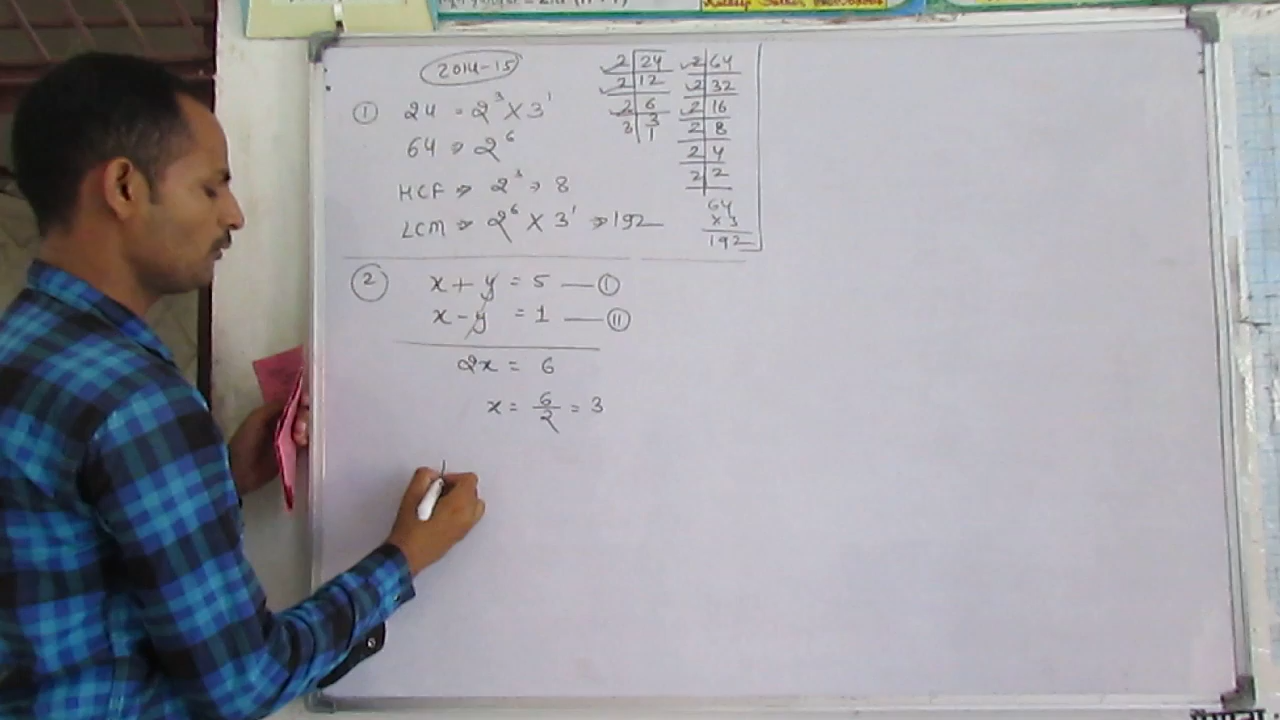 2014-15
① 24 = 2³ X 3¹
64 ⇒ 2⁶
HCF ⇒ 2³ → 8
LCM ⇒ 2⁶ X 3¹ ⇒ 192
2 | 24
2 | 12
2 | 6
3 | 3
1
2 | 64
2 | 32
2 | 16
2 | 8
2 | 4
2 | 2
64
x 3
192
② x + y = 5 — Ⓘ
x - y = 1 — Ⅱ
2x = 6
x = 6/2 = 3